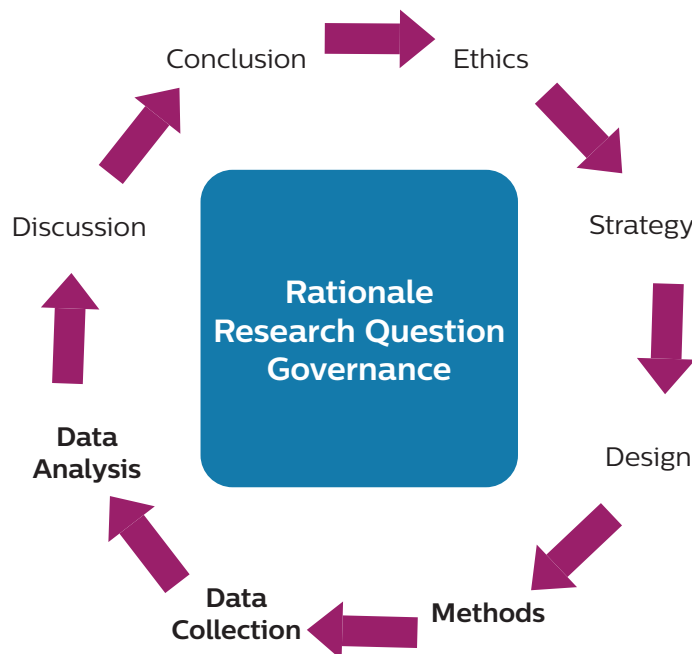 Conclusion
Ethics
Strategy
Design
Methods
Data
Collection
Data
Analysis
Discussion
Rationale
Research Question
Governance